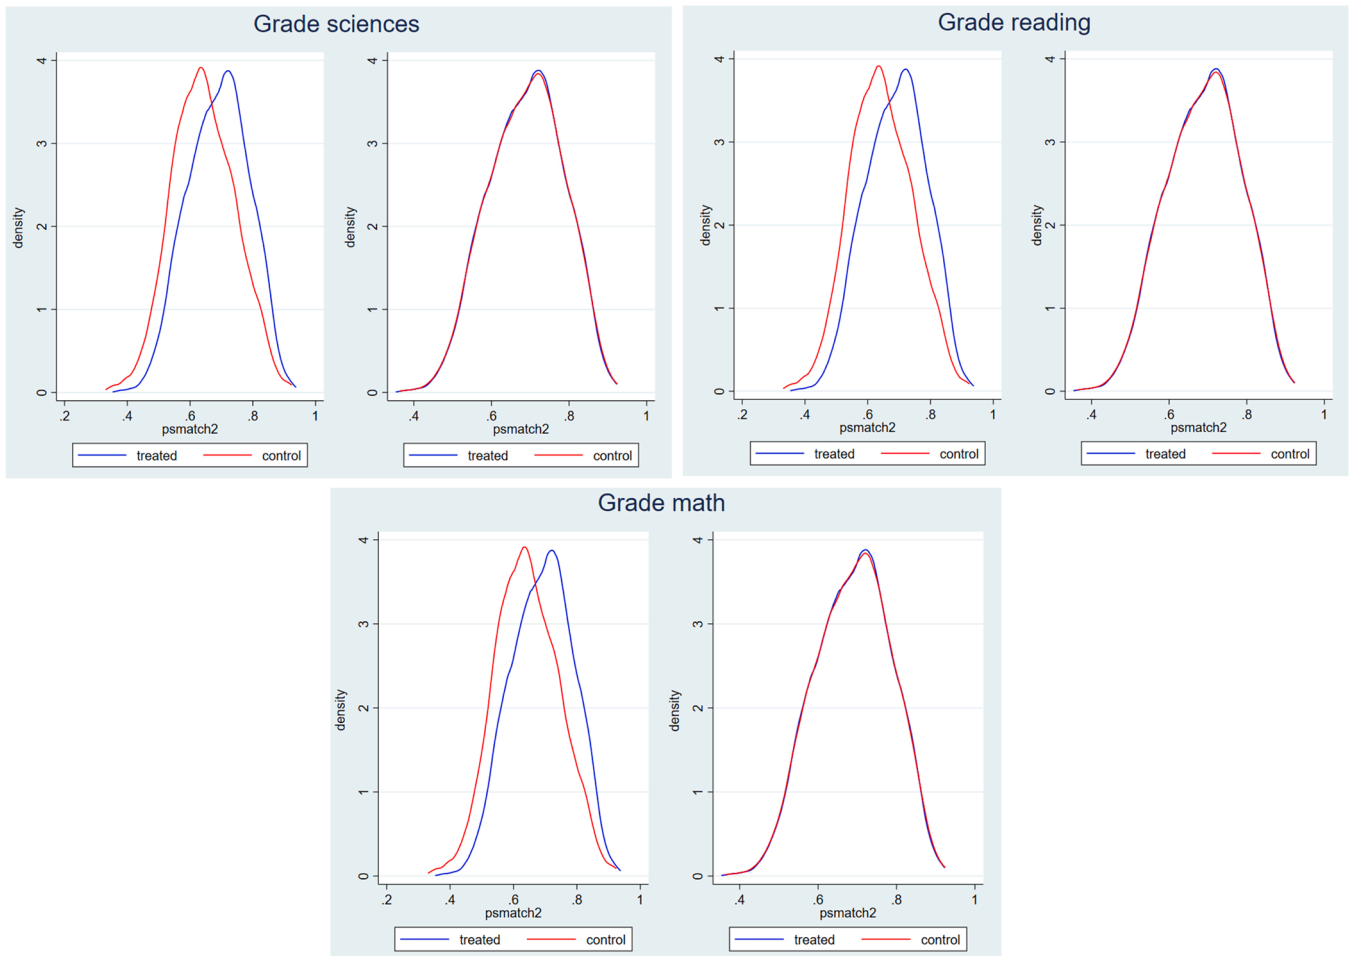 Grade sciences
4
3
2
1
0
density
.2 .4 .6 .8 1
psmatch2
treated control
4
3
2
1
0
density
.4 .6 .8 1
psmatch2
treated control
Grade reading
4
3
2
1
0
density
.2 .4 .6 .8 1
psmatch2
treated control
4
3
2
1
0
density
.4 .6 .8 1
psmatch2
treated control
Grade math
4
3
2
1
0
density
.2 .4 .6 .8 1
psmatch2
treated control
4
3
2
1
0
density
.4 .6 .8 1
psmatch2
treated control